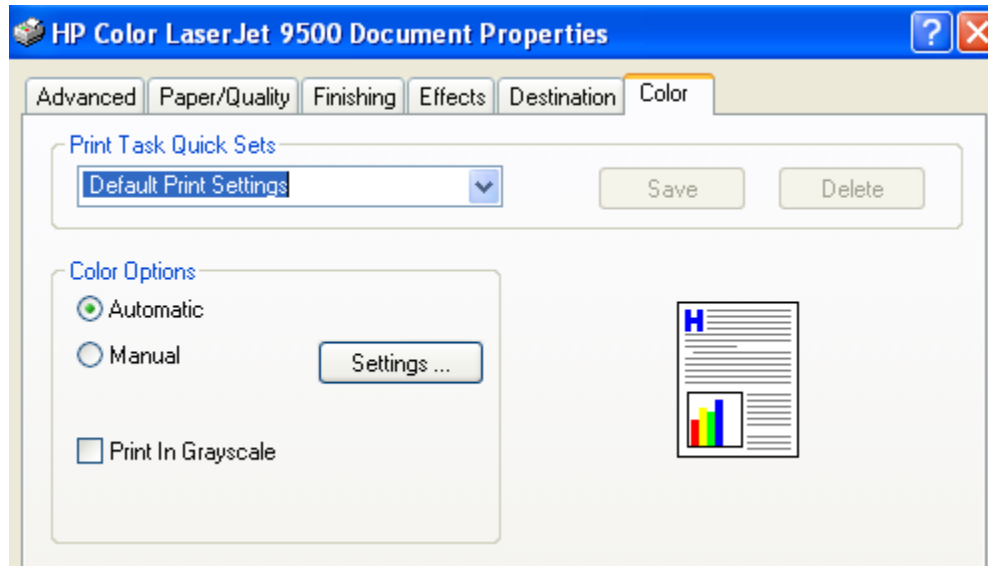 HP Color LaserJet 9500 Document Properties
Advanced Paper/Quality Finishing Effects Destination Color
Print Task Quick Sets
Default Print Settings Save Delete
Color Options
Automatic
Manual Settings ...
Print In Grayscale
H